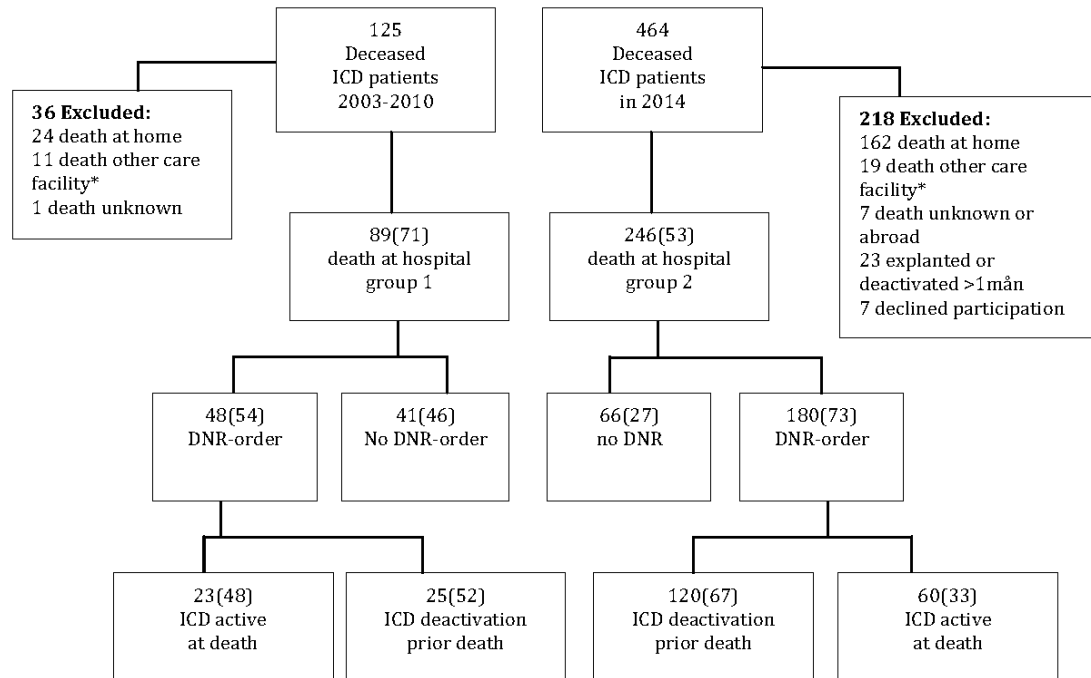 125
Deceased
ICD patients
2003-2010
464
Deceased
ICD patients
in 2014
36 Excluded:
24 death at home
11 death other care
facility*
1 death unknown
218 Excluded:
162 death at home
19 death other care
facility*
7 death unknown or
abroad
23 explanted or
deactivated >1mån
7 declined participation
89(71)
death at hospital
group 1
246(53)
death at hospital
group 2
48(54)
DNR-order
41(46)
No DNR-order
66(27)
no DNR
180(73)
DNR-order
23(48)
ICD active
at death
25(52)
ICD deactivation
prior death
120(67)
ICD deactivation
prior death
60(33)
ICD active
at death